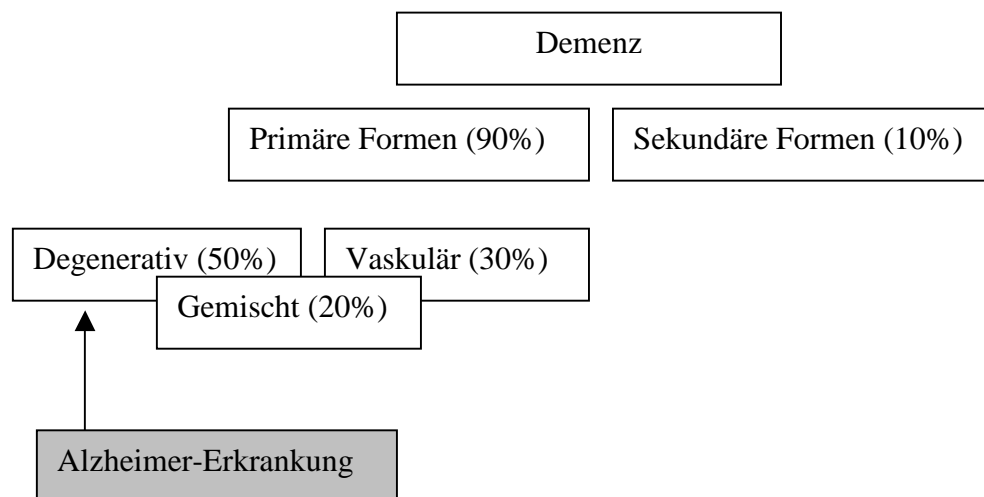 Demenz
Primäre Formen (90%)
Sekundäre Formen (10%)
Degenerativ (50%)
Vaskulär (30%)
Gemischt (20%)
Alzheimer-Erkrankung